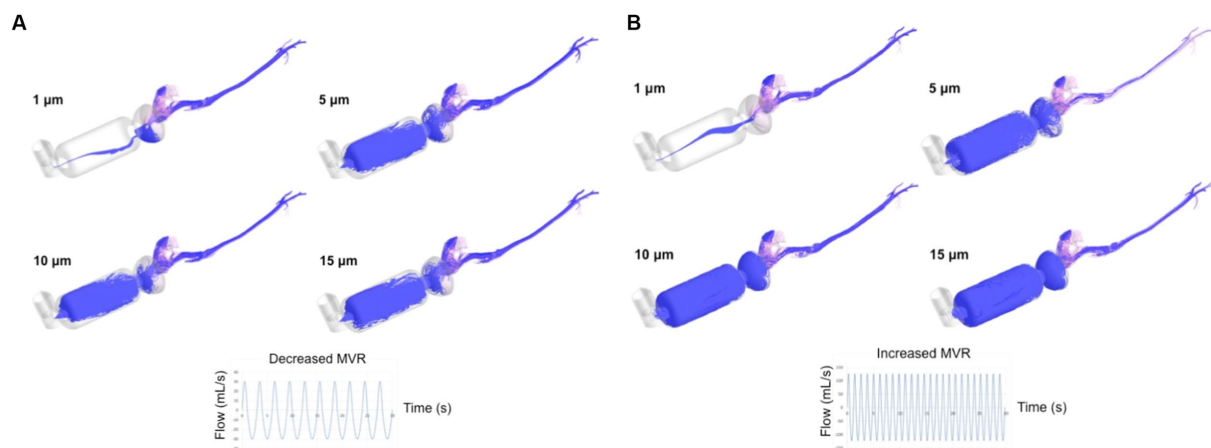 A
B
1 µm
5 µm
1 µm
5 µm
10 µm
15 µm
10 µm
15 µm
Decreased MVR
Flow (mL/s)
Time (s)
Increased MVR
Flow (mL/s)
Time (s)